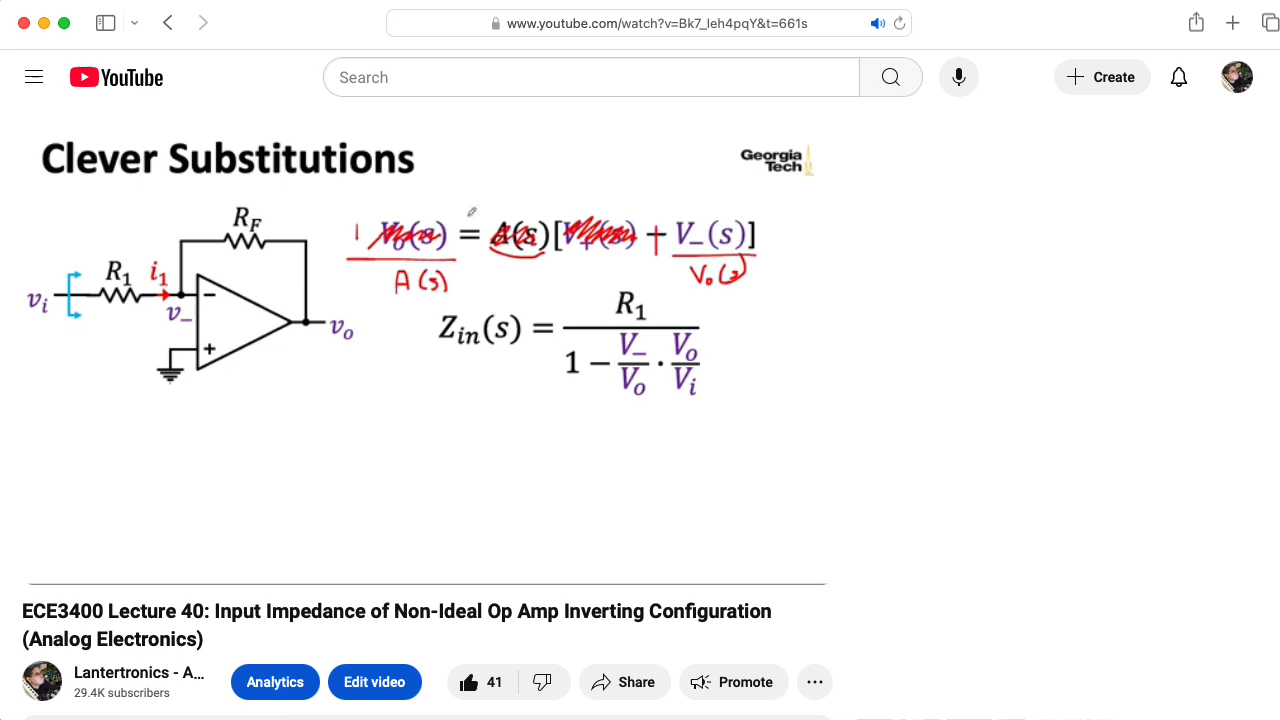 www.youtube.com/watch?v=Bk7_leh4pqY&t=661s
YouTube
Search
Create
Clever Substitutions
Georgia
Tech
R_F
1 = [ + V_−(s)]
A(s) V_o(s)
R_1 i_1
v_i
v_−
−
+
v_o
Z_in(s) = R_1 / (1 − V_−/V_o · V_o/V_i)
ECE3400 Lecture 40: Input Impedance of Non-Ideal Op Amp Inverting Configuration
(Analog Electronics)
Lantertronics - A...
29.4K subscribers
Analytics
Edit video
41
Share
Promote